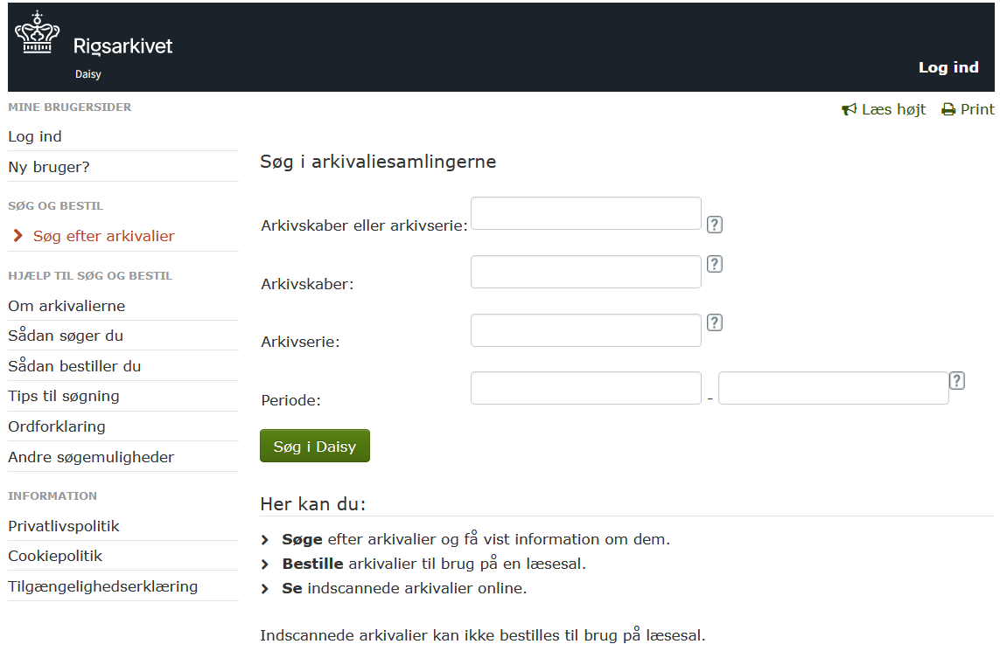 Rigsarkivet
Daisy
Log ind
MINE BRUGERSIDER
Log ind
Ny bruger?
SØG OG BESTIL
Søg efter arkivalier
HJÆLP TIL SØG OG BESTIL
Om arkivalierne
Sådan søger du
Sådan bestiller du
Tips til søgning
Ordforklaring
Andre søgemuligheder
INFORMATION
Privatlivspolitik
Cookiepolitik
Tilgængelighedserklæring
Læs højt Print
Søg i arkivaliesamlingerne
Arkivskaber eller arkivserie: ?
Arkivskaber: ?
Arkivserie: ?
Periode: - ?
Søg i Daisy
Her kan du:
Søge efter arkivalier og få vist information om dem.
Bestille arkivalier til brug på en læsesal.
Se indscannede arkivalier online.
Indscannede arkivalier kan ikke bestilles til brug på læsesal.